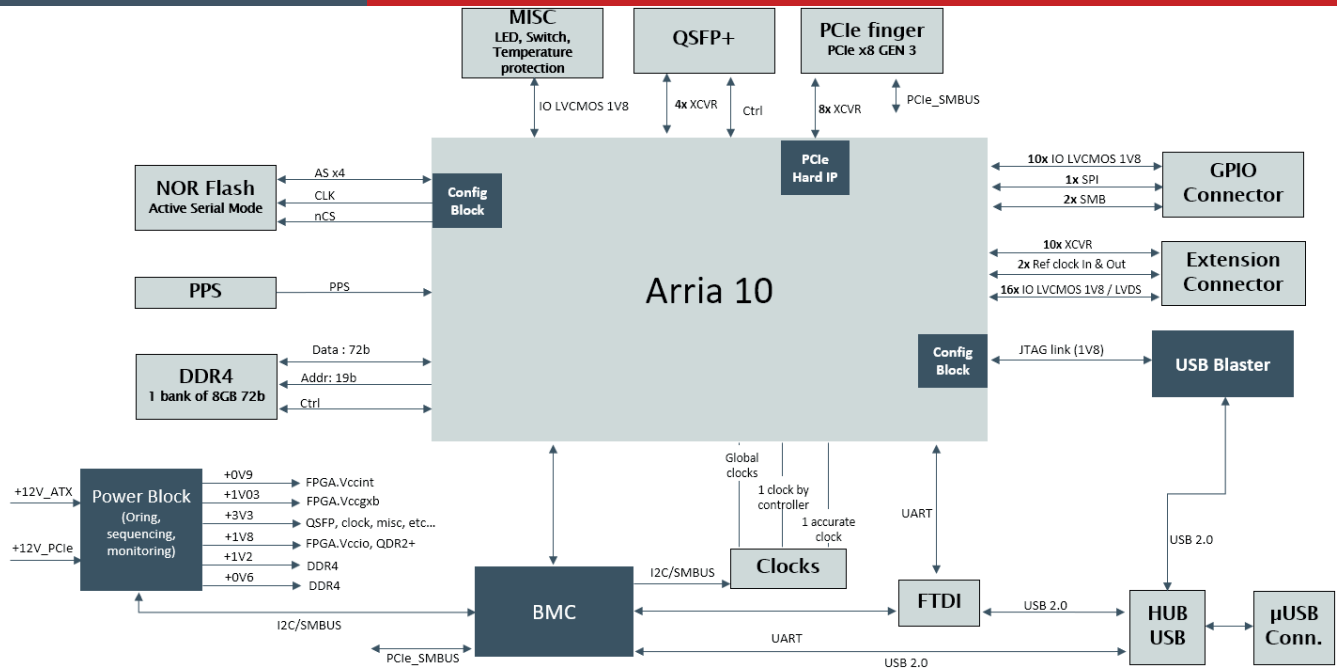 MISC
LED, Switch,
Temperature
protection
QSFP+
PCIe finger
PCIe x8 GEN 3
IO LVCMOS 1V8
4x XCVR
Ctrl
8x XCVR
PCIe_SMBUS
NOR Flash
Active Serial Mode
AS x4
CLK
nCS
Config
Block
PCIe
Hard IP
10x IO LVCMOS 1V8
1x SPI
2x SMB
GPIO
Connector
PPS
PPS
Arria 10
10x XCVR
2x Ref clock In & Out
16x IO LVCMOS 1V8 / LVDS
Extension
Connector
DDR4
1 bank of 8GB 72b
Data : 72b
Addr: 19b
Ctrl
Config
Block
JTAG link (1V8)
USB Blaster
+12V_ATX
+12V_PCIe
Power Block
(Oring,
sequencing,
monitoring)
+0V9
FPGA.Vccint
+1V03
FPGA.Vccgxb
+3V3
QSFP, clock, misc, etc...
+1V8
FPGA.Vccio, QDR2+
+1V2
DDR4
+0V6
DDR4
Global
clocks
1 clock by
controller
1 accurate
clock
UART
USB 2.0
I2C/SMBUS
Clocks
I2C/SMBUS
BMC
FTDI
USB 2.0
HUB
USB
µUSB
Conn.
PCIe_SMBUS
UART
USB 2.0